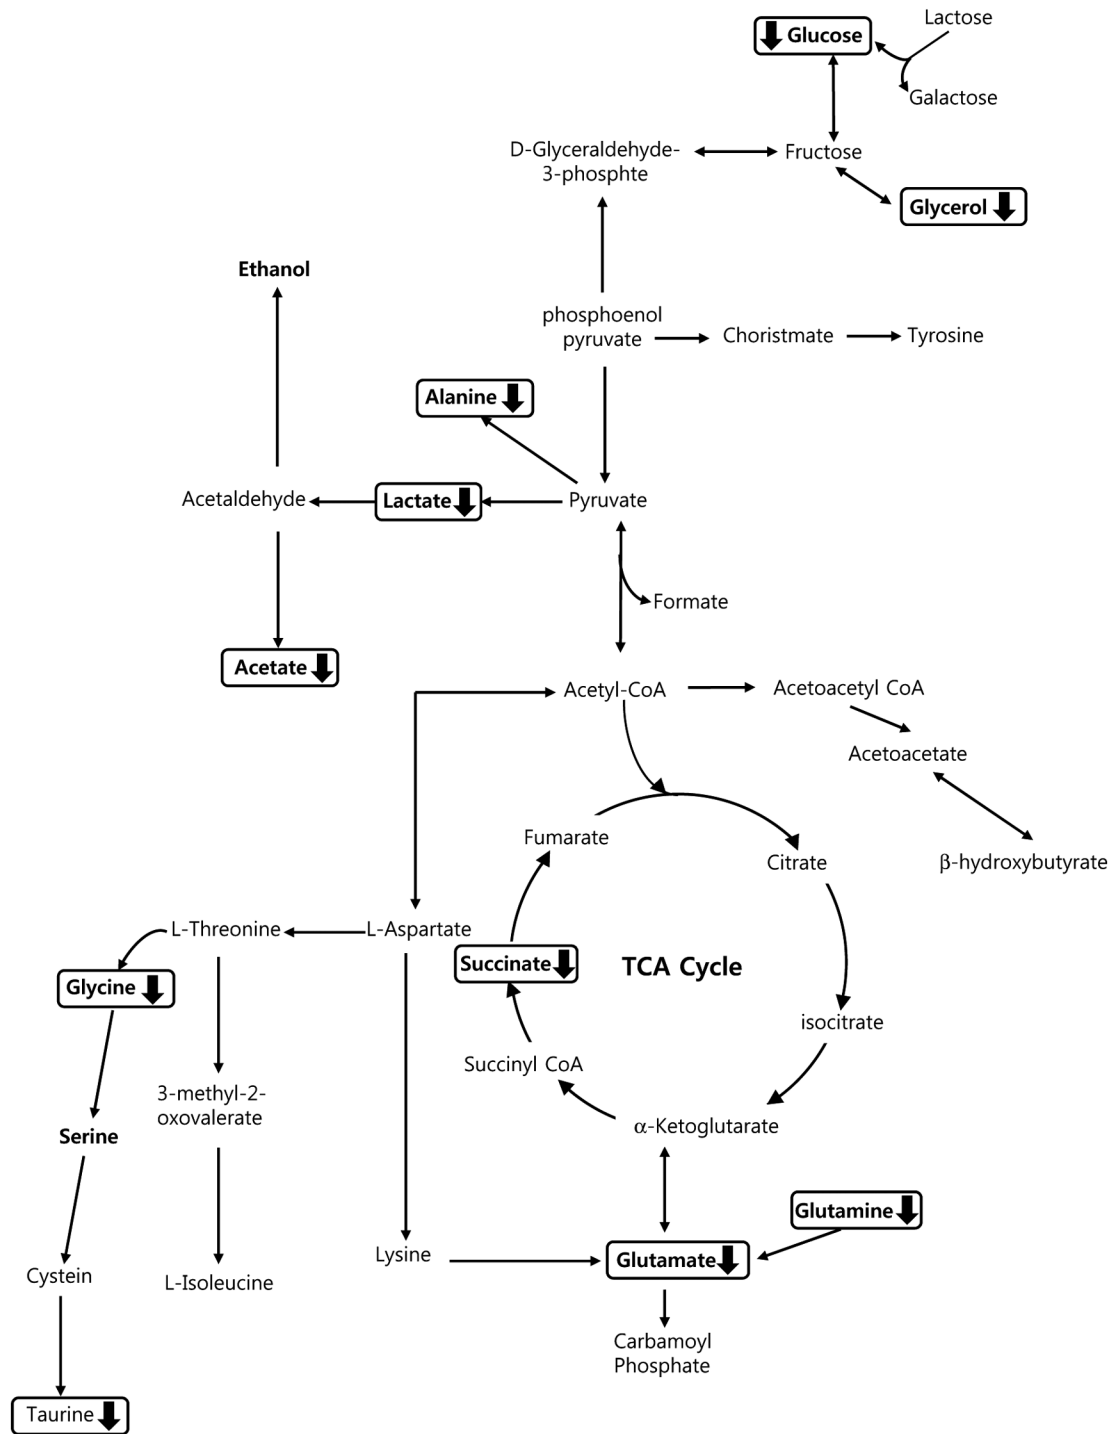 Lactose
Glucose
Galactose
D-Glyceraldehyde-
3-phosphte
Fructose
Glycerol
Ethanol
phosphoenol
pyruvate
Choristmate
Tyrosine
Alanine
Acetaldehyde
Lactate
Pyruvate
Formate
Acetate
Acetyl-CoA
Acetoacetyl CoA
Acetoacetate
Fumarate
Citrate
β-hydroxybutyrate
L-Threonine
L-Aspartate
Succinate
TCA Cycle
Glycine
isocitrate
Succinyl CoA
3-methyl-2-
oxovalerate
α-Ketoglutarate
Serine
Glutamine
Lysine
Glutamate
Cystein
L-Isoleucine
Carbamoyl
Phosphate
Taurine